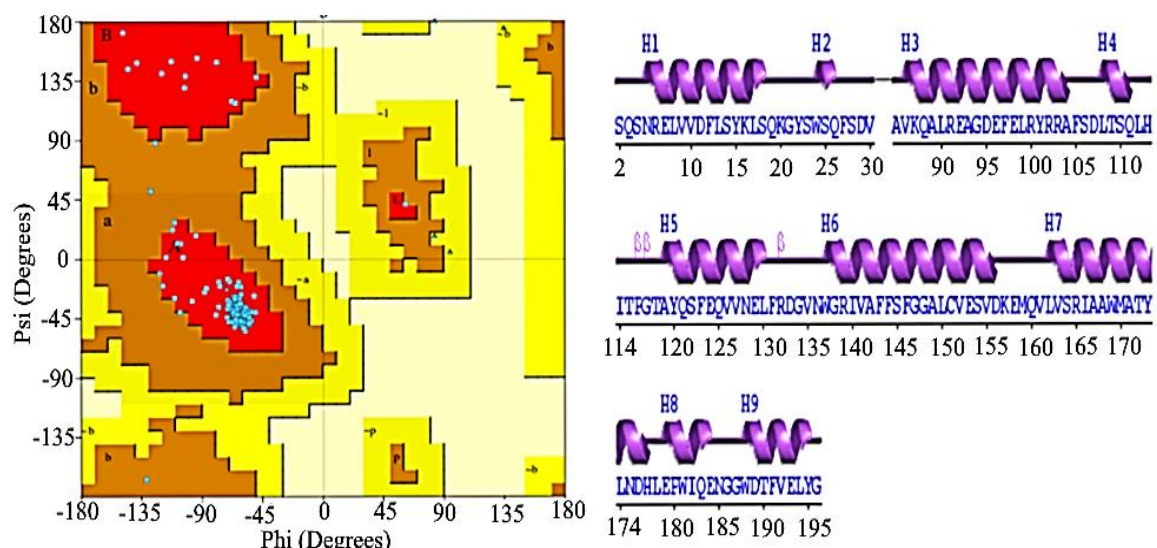 180
135
90
45
0
-45
-90
-135
-180
Psi (Degrees)
B
b
a
A
~b
b
~l
l
L
~a
~b
b
~p
p
~b
-180 -135 -90 -45 0 45 90 135 180
Phi (Degrees)
H1 H2 H3 H4
SQSNRELVVDFLSYKLSQKGYSWSQFSDV AVKQALREAGDEFELRYRRAFSDLTSQLH
2 10 15 20 25 30 90 95 100 105 110
ββ H5 β H6 H7
ITPGTAYQSFEQVVNELFRDGVNWGRIVAFFSFGGALCVESVDKEMQVLVSRIAAWMATY
114 120 125 130 135 140 145 150 155 160 165 170
H8 H9
LNDHLEPWIQENGGWDTFVELYG
174 180 185 190 195